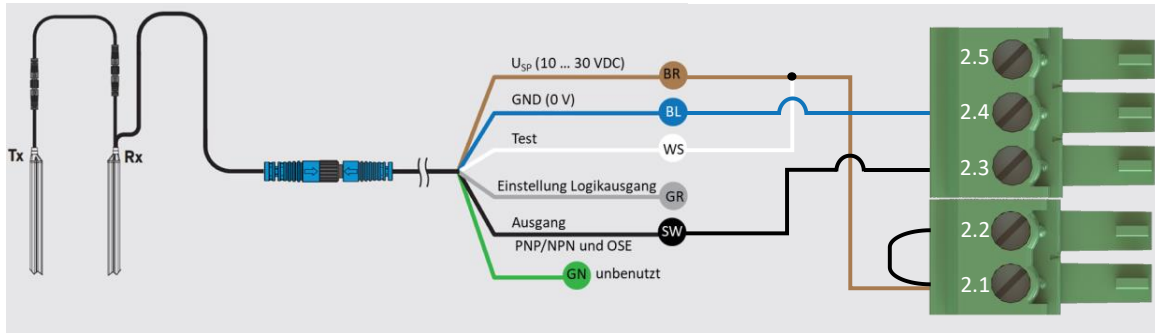 U_SP (10 ... 30 VDC)
BR
2.5
GND (0 V)
BL
2.4
Test
WS
2.3
Tx
Rx
Einstellung Logikausgang
GR
Ausgang
SW
2.2
PNP/NPN und OSE
GN
unbenutzt
2.1